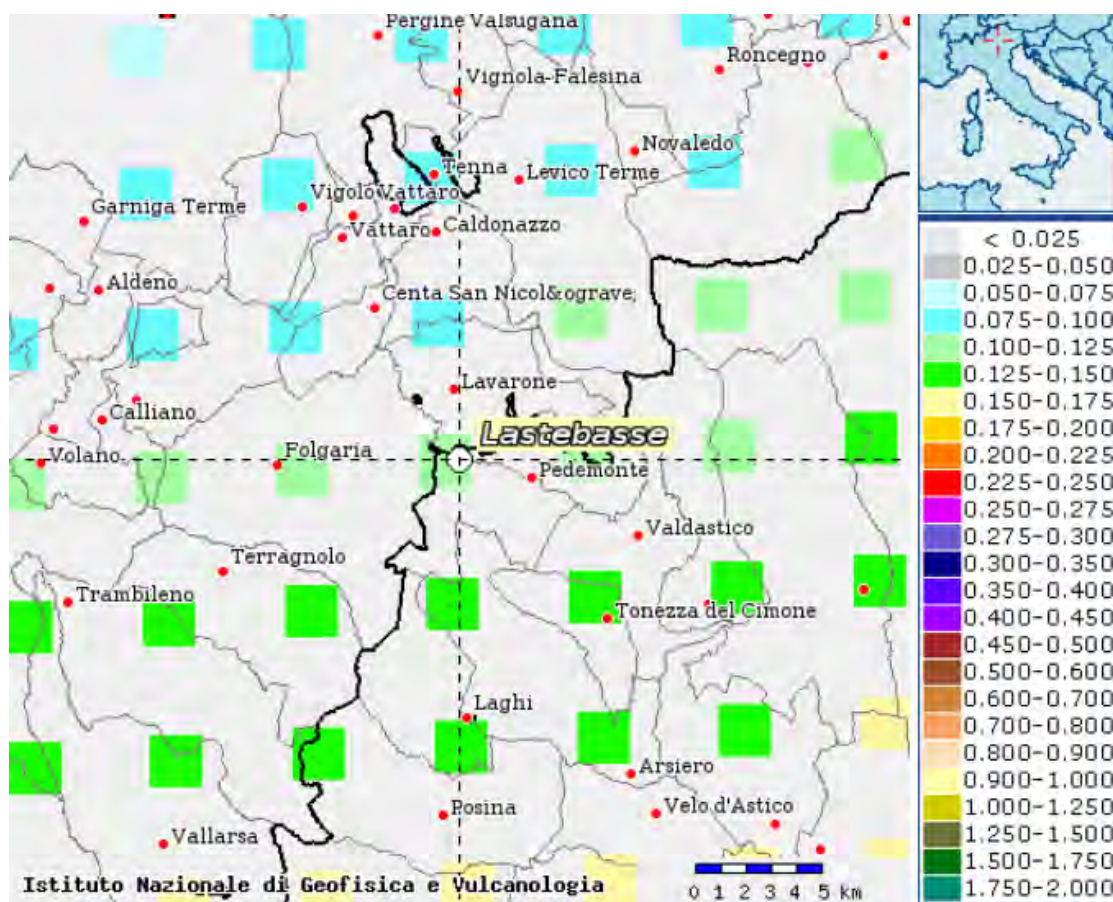 Pergine Valsugana
Roncegno
Vignola-Falesina
Novaledo
Tenna
Levico Terme
Vigolo Vattaro
Garniga Terme
Vattaro
Caldonazzo
Aldeno
Centa San Nicol&ograve;
Lavarone
Calliano
Lastebasse
Volano
Folgaria
Pedemonte
Valdastico
Terragnolo
Trambileno
Tonezza del Cimone
Laghi
Arsiero
Posina
Velo d'Astico
Vallarsa
Istituto Nazionale di Geofisica e Vulcanologia
0 1 2 3 4 5 km
< 0.025
0.025-0.050
0.050-0.075
0.075-0.100
0.100-0.125
0.125-0.150
0.150-0.175
0.175-0.200
0.200-0.225
0.225-0.250
0.250-0.275
0.275-0.300
0.300-0.350
0.350-0.400
0.400-0.450
0.450-0.500
0.500-0.600
0.600-0.700
0.700-0.800
0.800-0.900
0.900-1.000
1.000-1.250
1.250-1.500
1.500-1.750
1.750-2.000